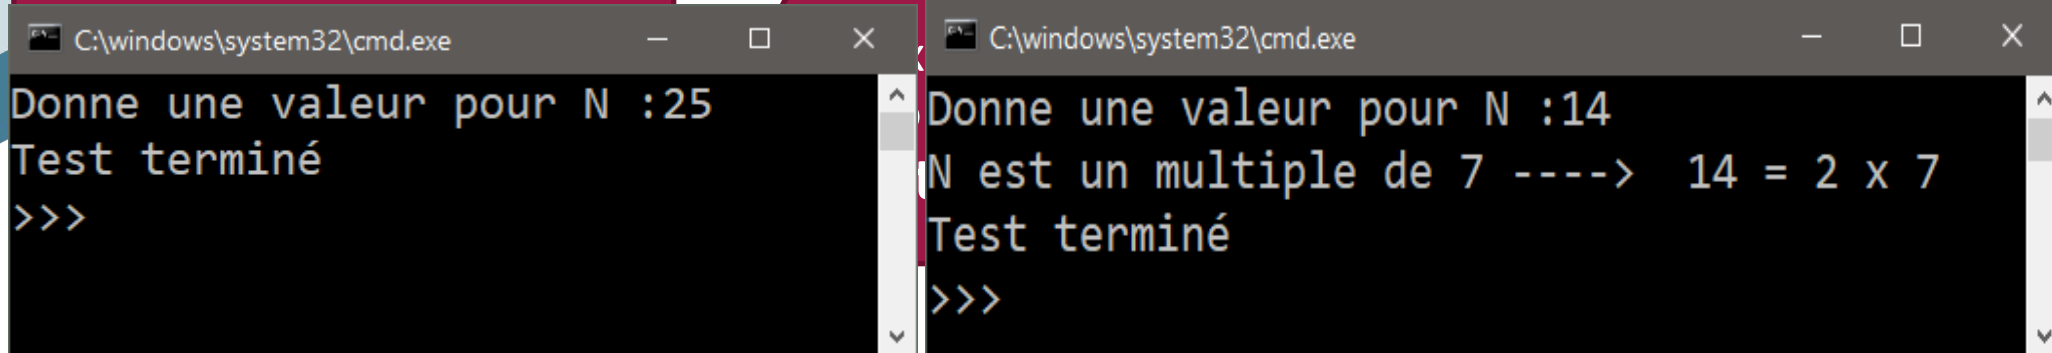 C:\windows\system32\cmd.exe
Donne une valeur pour N :25
Test terminé
>>>
C:\windows\system32\cmd.exe
Donne une valeur pour N :14
N est un multiple de 7 ---->  14 = 2 x 7
Test terminé
>>>